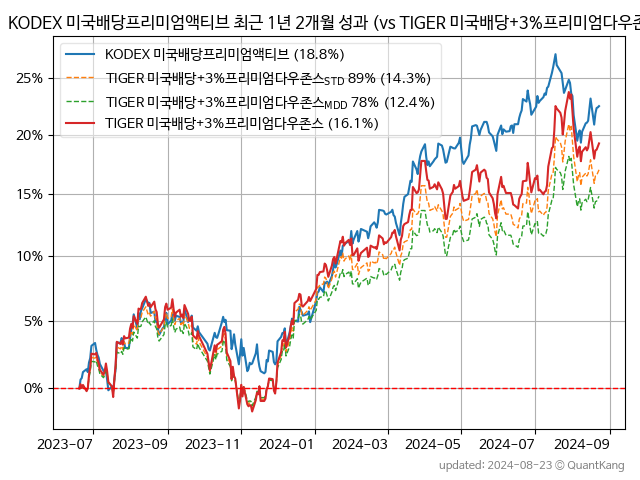 KODEX 미국배당프리미엄액티브 최근 1년 2개월 성과 (vs TIGER 미국배당+3%프리미엄다우존
KODEX 미국배당프리미엄액티브 (18.8%)
TIGER 미국배당+3%프리미엄다우존스STD 89% (14.3%)
TIGER 미국배당+3%프리미엄다우존스MDD 78% (12.4%)
TIGER 미국배당+3%프리미엄다우존스 (16.1%)
25%
20%
15%
10%
5%
0%
2023-07 2023-09 2023-11 2024-01 2024-03 2024-05 2024-07 2024-09
updated: 2024-08-23 © QuantKang